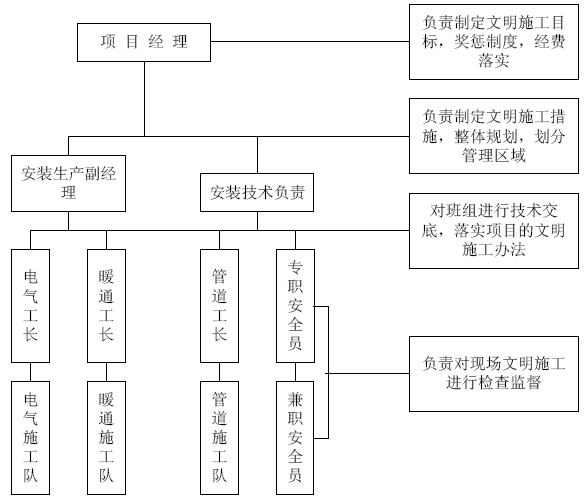 项目经理
负责制定文明施工目
标，奖惩制度，经费
落实
负责制定文明施工措
施，整体规划，划分
管理区域
安装生产副经
理
安装技术负责
对班组进行技术交
底，落实项目的文明
施工办法
电气工长
暖通工长
管道工长
专职安全员
负责对现场文明施工
进行检查监督
电气施工队
暖通施工队
管道施工队
兼职安全员